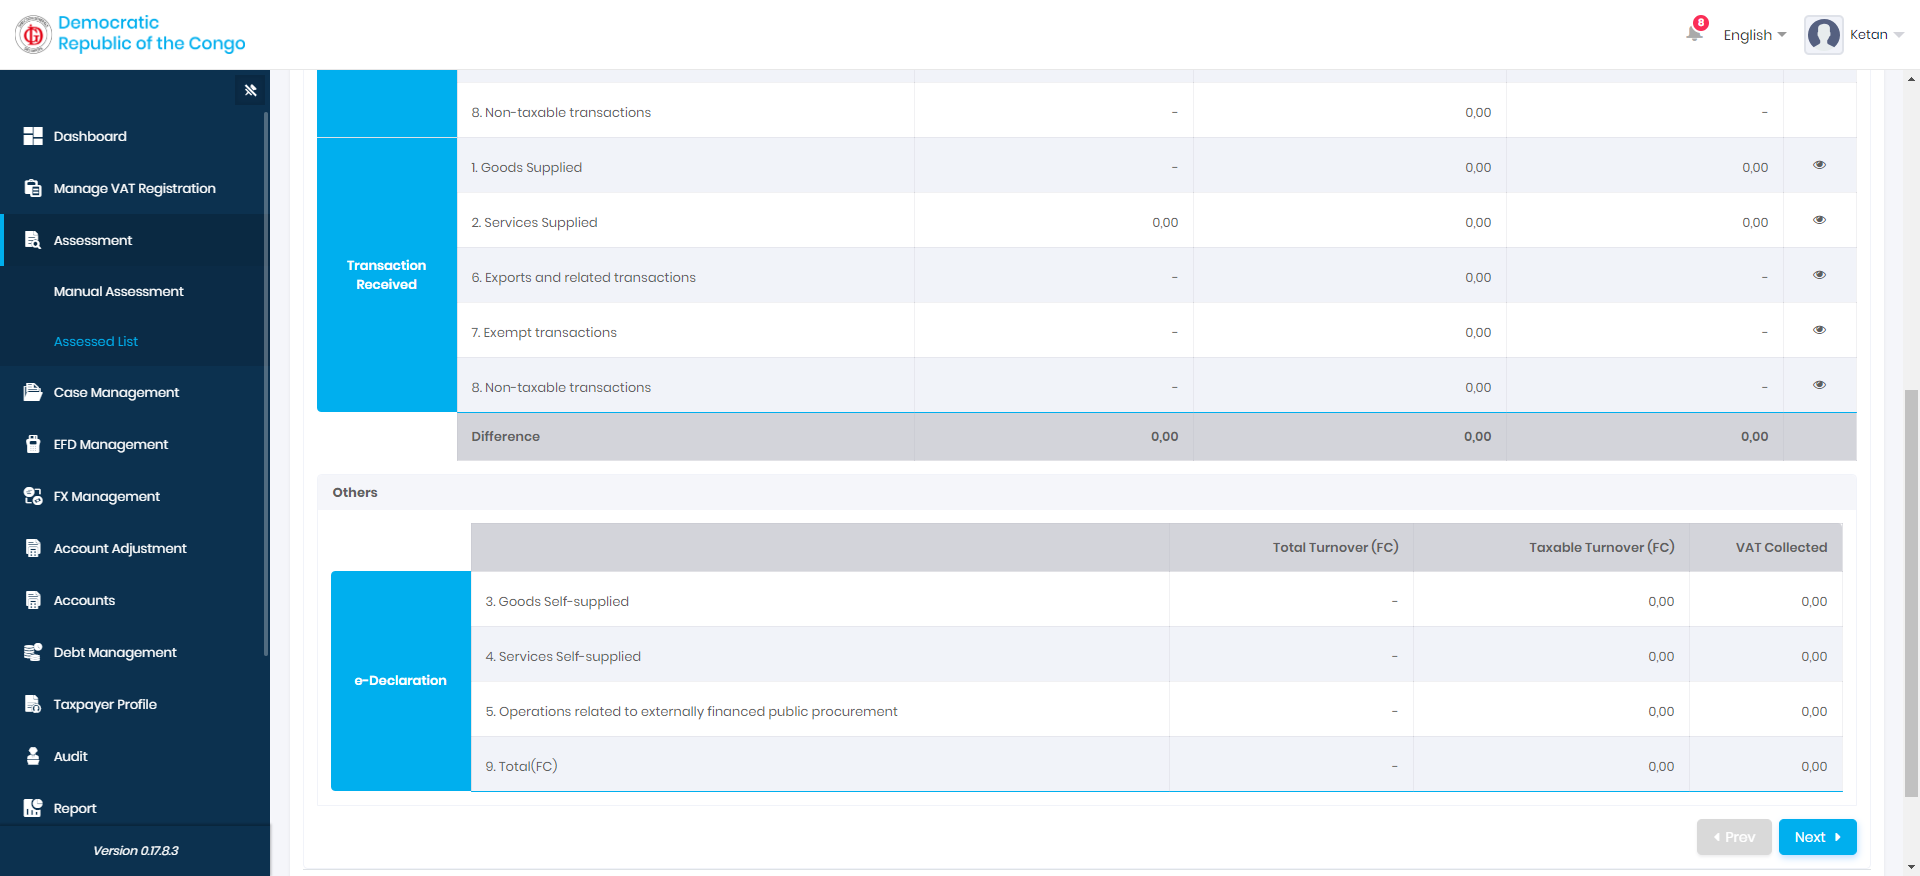 Democratic
Republic of the Congo
8
English
Ketan
Dashboard
Manage VAT Registration
Assessment
Manual Assessment
Assessed List
Case Management
EFD Management
FX Management
Account Adjustment
Accounts
Debt Management
Taxpayer Profile
Audit
Report
Version 0.17.8.3
8. Non-taxable transactions - 0,00 -
Transaction
Received
1. Goods Supplied - 0,00 0,00
2. Services Supplied 0,00 0,00 0,00
6. Exports and related transactions - 0,00 -
7. Exempt transactions - 0,00 -
8. Non-taxable transactions - 0,00 -
Difference 0,00 0,00 0,00
Others
Total Turnover (FC) Taxable Turnover (FC) VAT Collected
e-Declaration
3. Goods Self-supplied - 0,00 0,00
4. Services Self-supplied - 0,00 0,00
5. Operations related to externally financed public procurement - 0,00 0,00
9. Total(FC) - 0,00 0,00
Prev
Next